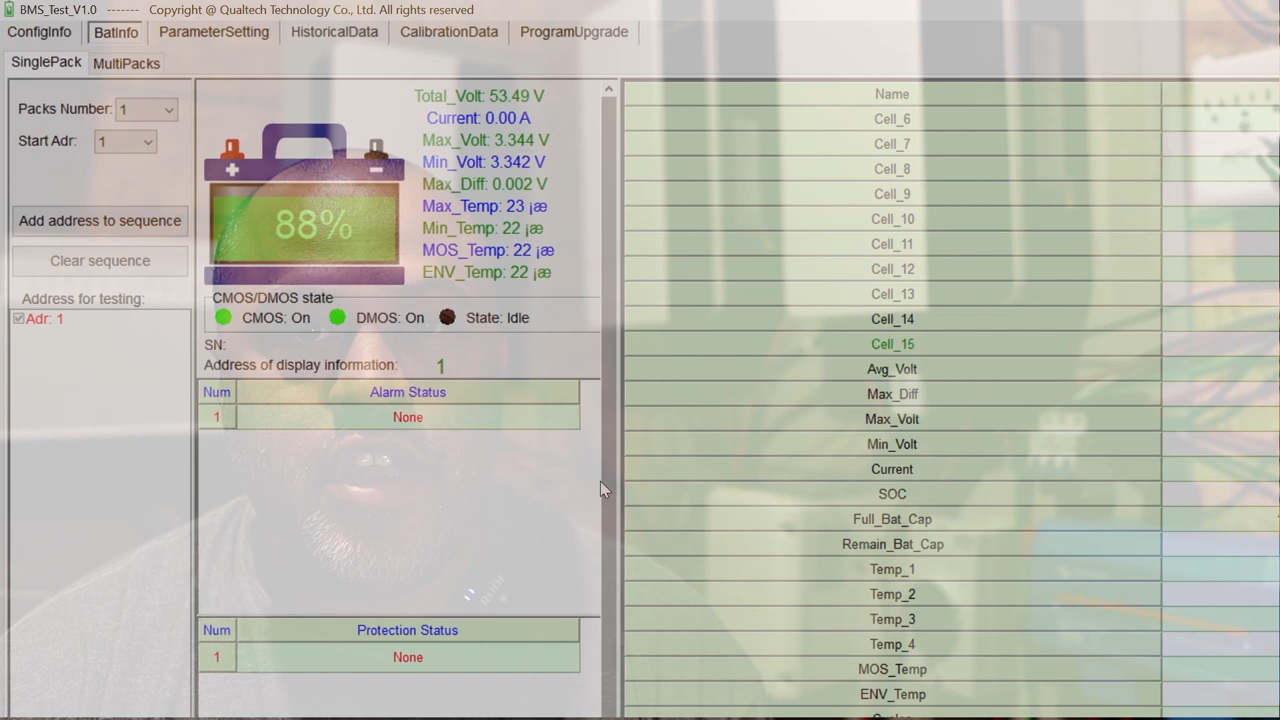 BMS_Test_V1.0 ------- Copyright @ Qualtech Technology Co., Ltd. All rights reserved
ConfigInfo BatInfo ParameterSetting HistoricalData CalibrationData ProgramUpgrade
SinglePack MultiPacks
Packs Number: 1
Start Adr: 1
Add address to sequence
Clear sequence
Address for testing:
Adr: 1
88%
Total_Volt: 53.49 V
Current: 0.00 A
Max_Volt: 3.344 V
Min_Volt: 3.342 V
Max_Diff: 0.002 V
Max_Temp: 23 ¡æ
Min_Temp: 22 ¡æ
MOS_Temp: 22 ¡æ
ENV_Temp: 22 ¡æ
CMOS/DMOS state
CMOS: On DMOS: On State: Idle
SN:
Address of display information: 1
Num Alarm Status
1 None
Num Protection Status
1 None
Name
Cell_6
Cell_7
Cell_8
Cell_9
Cell_10
Cell_11
Cell_12
Cell_13
Cell_14
Cell_15
Avg_Volt
Max_Diff
Max_Volt
Min_Volt
Current
SOC
Full_Bat_Cap
Remain_Bat_Cap
Temp_1
Temp_2
Temp_3
Temp_4
MOS_Temp
ENV_Temp